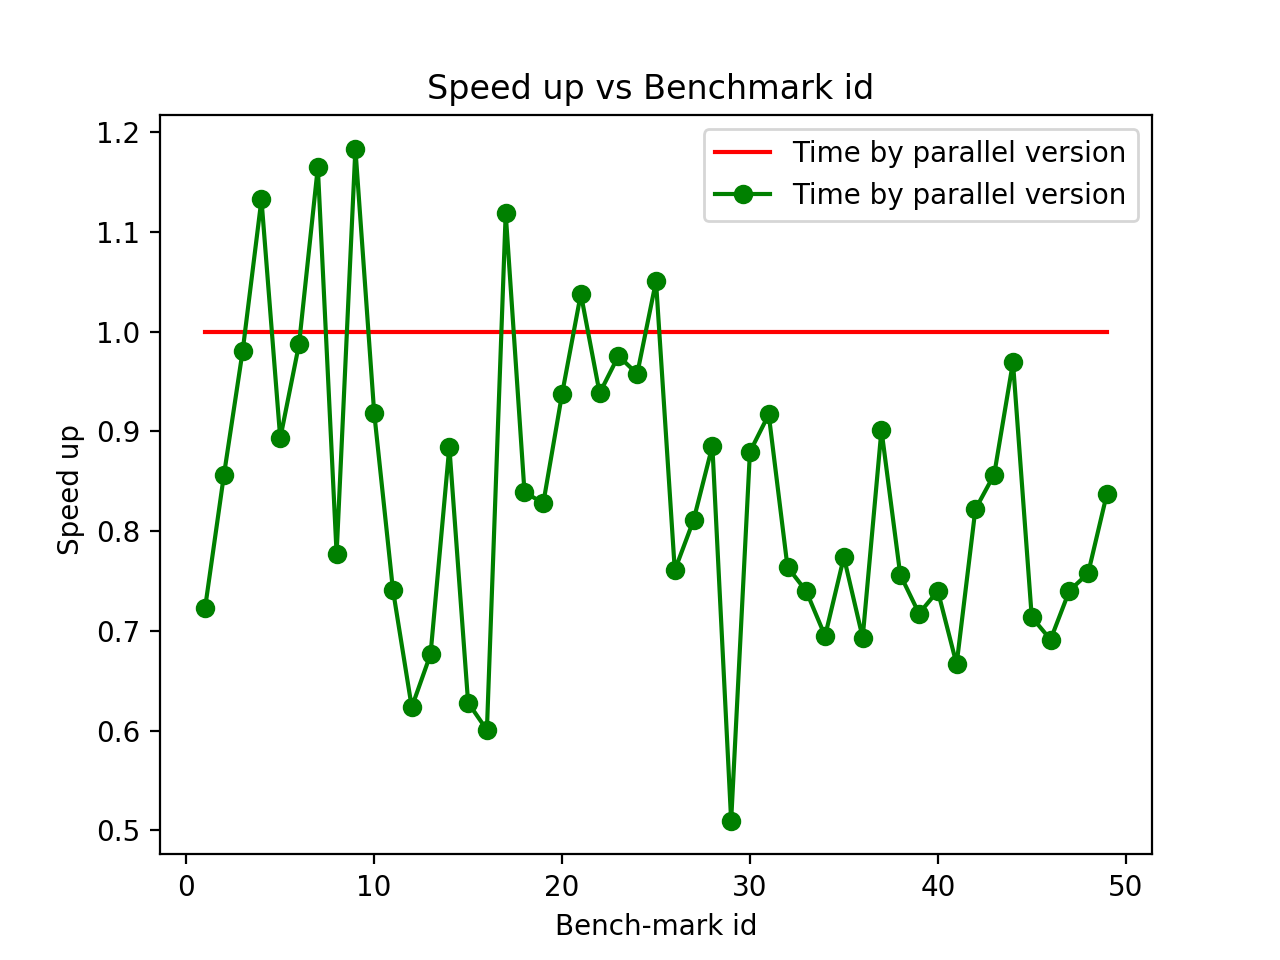 Speed up vs Benchmark id
Time by parallel version
Time by parallel version
1.2
1.1
1.0
0.9
0.8
0.7
0.6
0.5
Speed up
0 10 20 30 40 50
Bench-mark id